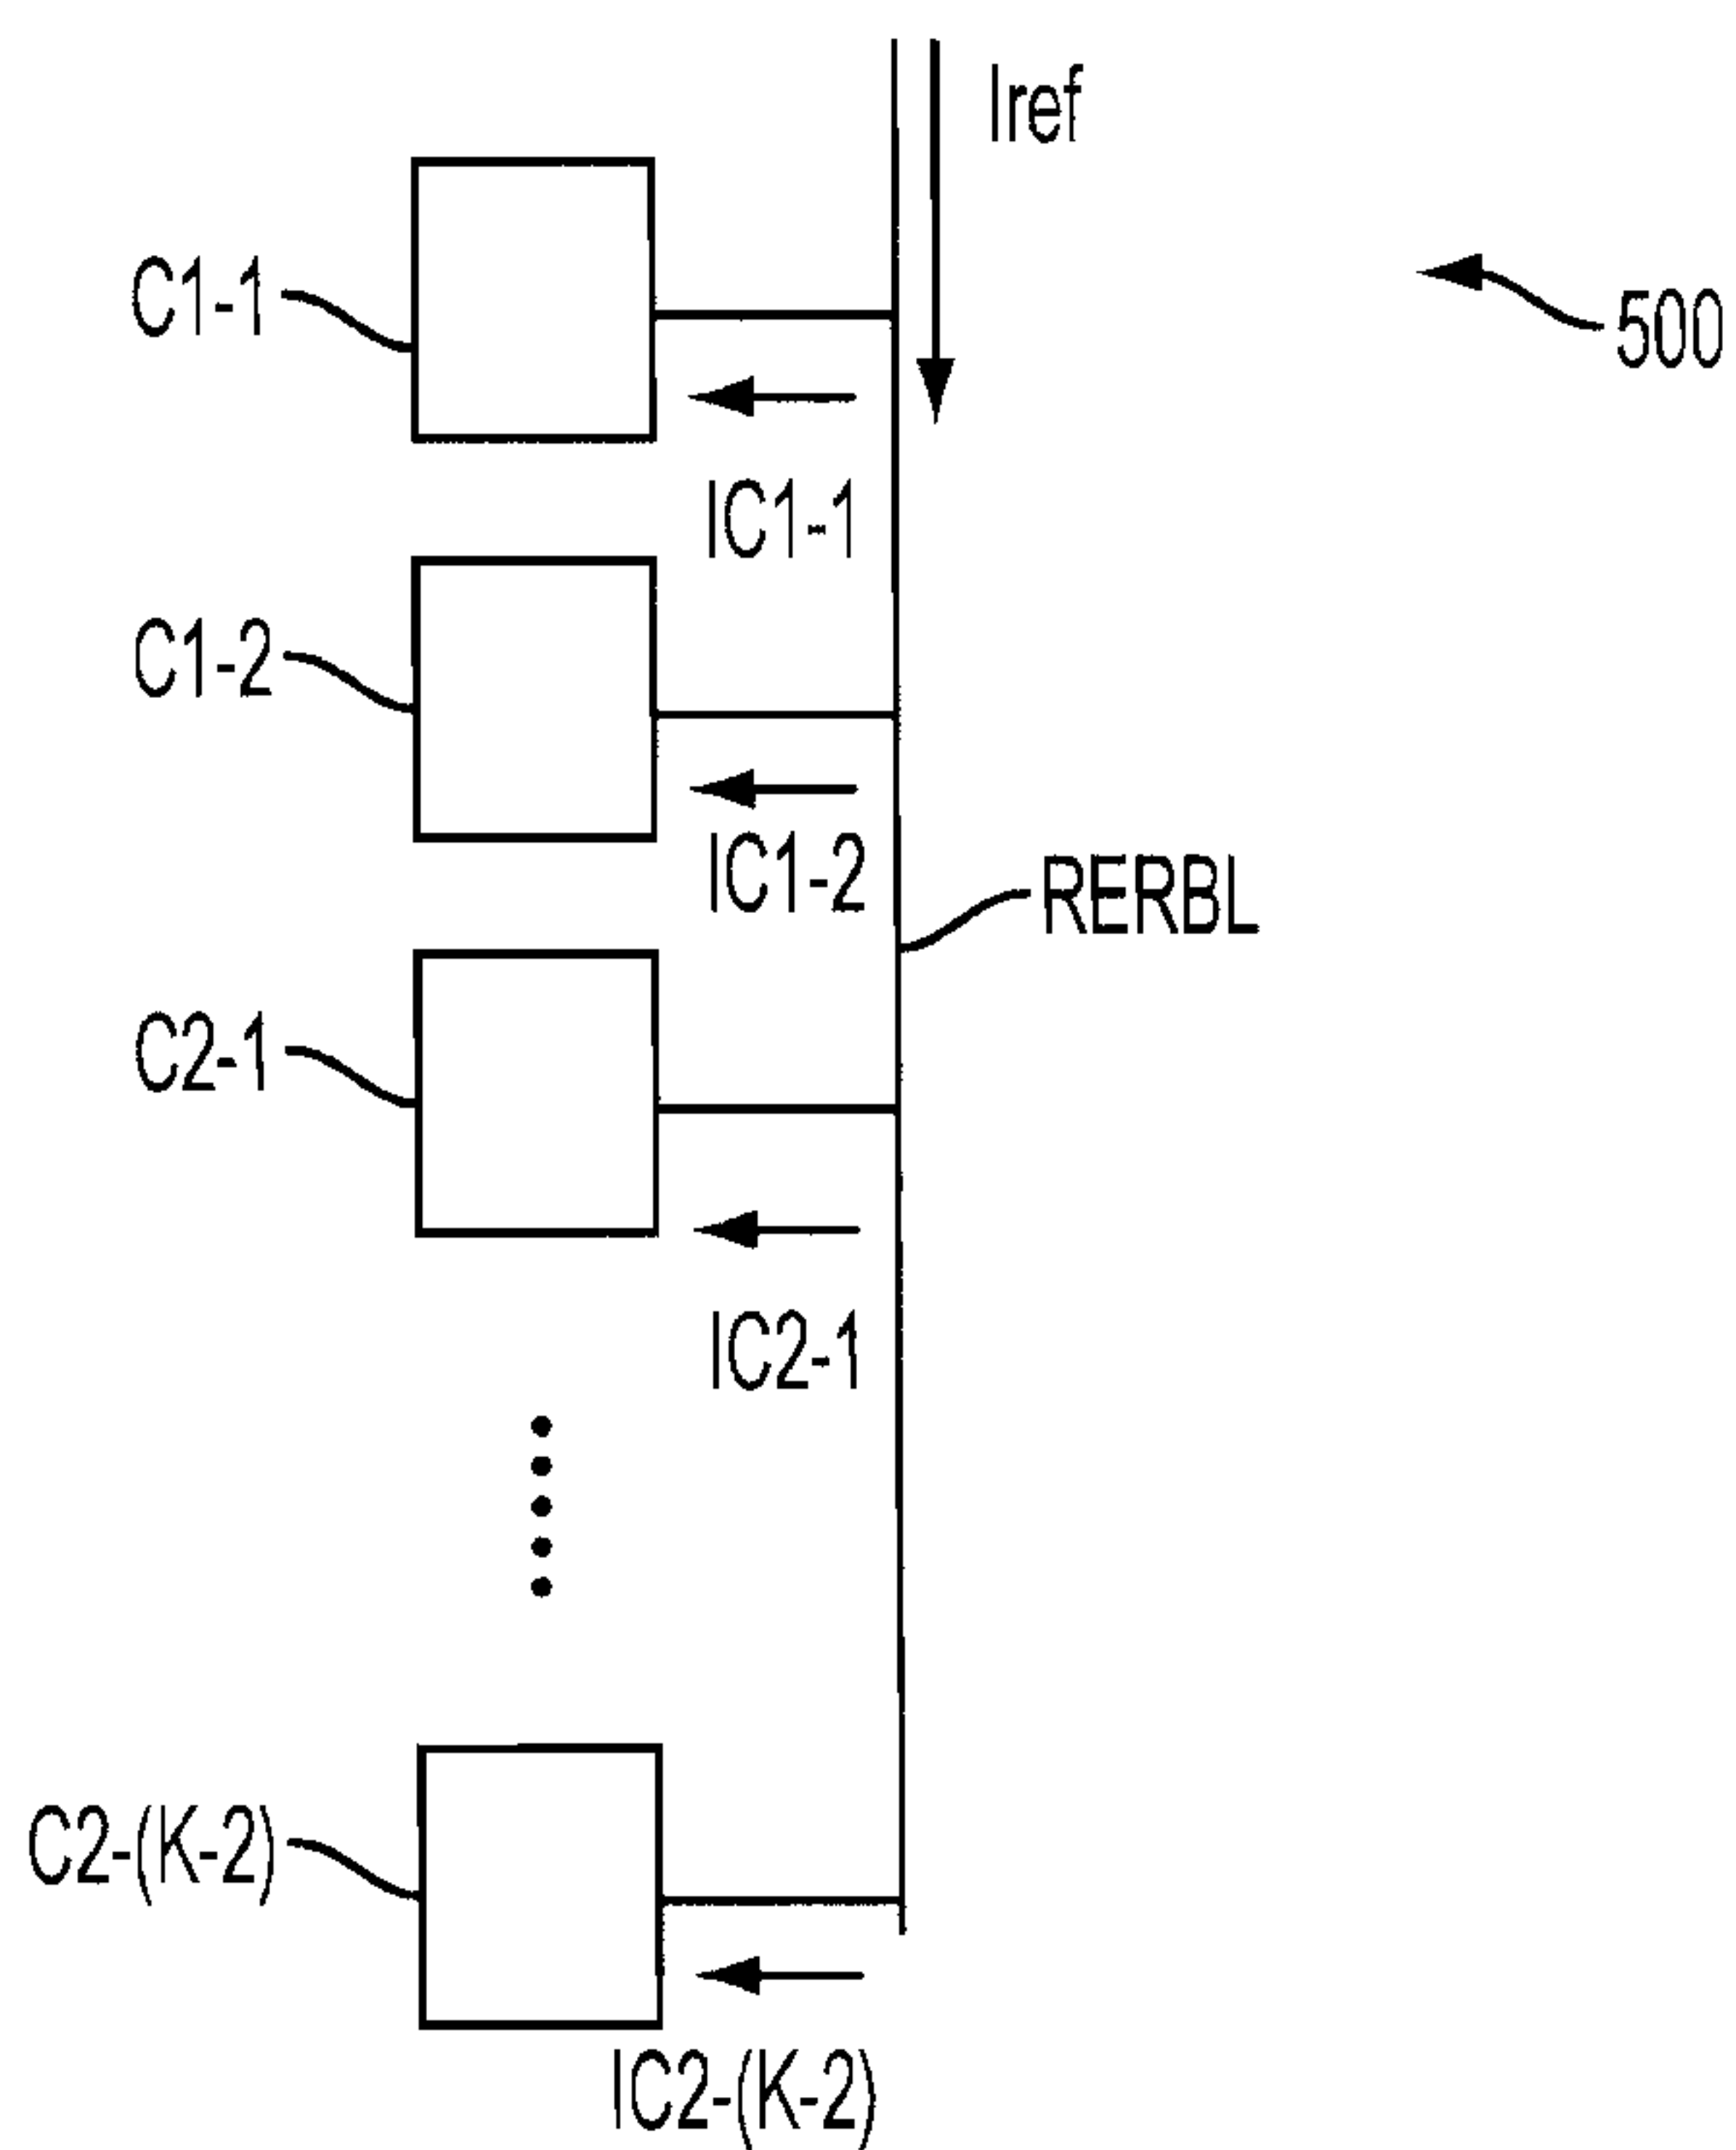 Iref
C1-1
500
IC1-1
C1-2
IC1-2
RERBL
C2-1
IC2-1
C2-(K-2)
IC2-(K-2)